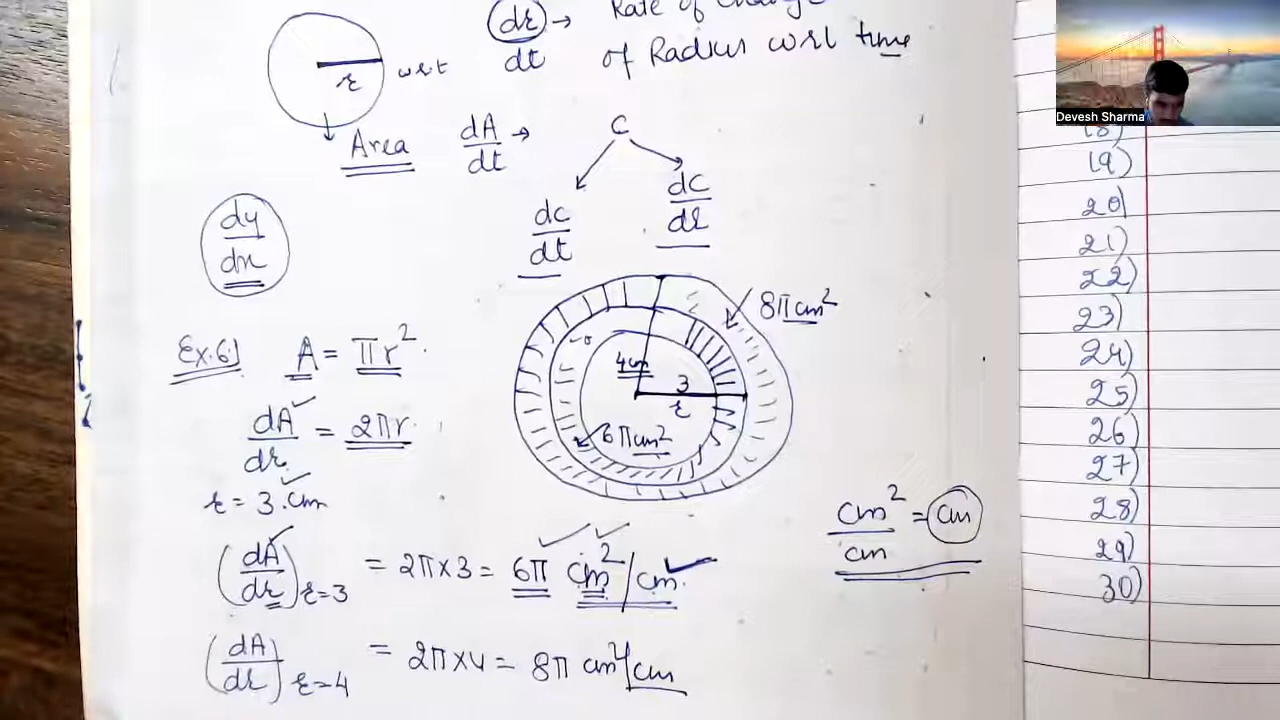 dr → Rate of Change
dt of Radius wrt time
r wrt
Area dA/dt →
C
dc/dt dc/dr
dy/dx
8π cm²
Ex.6] A = πr².
4cm
3
r
6πcm²
dA/dr = 2πr
r = 3.cm
cm²/cm = cm
(dA/dr) r=3 = 2π×3 = 6π cm²/cm.
(dA/dr) r=4 = 2π×4 = 8π cm²/cm
Devesh Sharma
18)
19)
20)
21)
22)
23)
24)
25)
26)
27)
28)
29)
30)